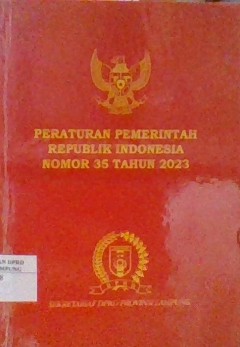 PERATURAN PEMERINTAH
REPUBLIK INDONESIA
NOMOR 35 TAHUN 2023
SEKRETARIAT DPRD PROVINSI LAMPUNG